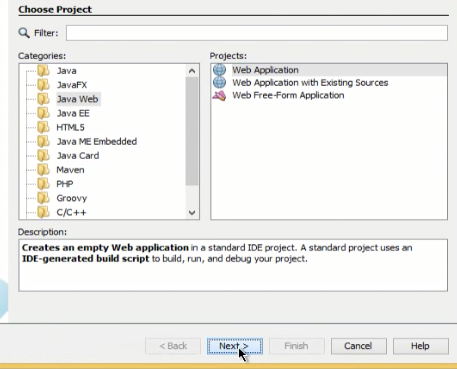 Choose Project
Filter:
Categories:
Java
JavaFX
Java Web
Java EE
HTML5
Java ME Embedded
Java Card
Maven
PHP
Groovy
C/C++
Projects:
Web Application
Web Application with Existing Sources
Web Free-Form Application
Description:
Creates an empty Web application in a standard IDE project. A standard project uses an
IDE-generated build script to build, run, and debug your project.
< Back
Next >
Finish
Cancel
Help